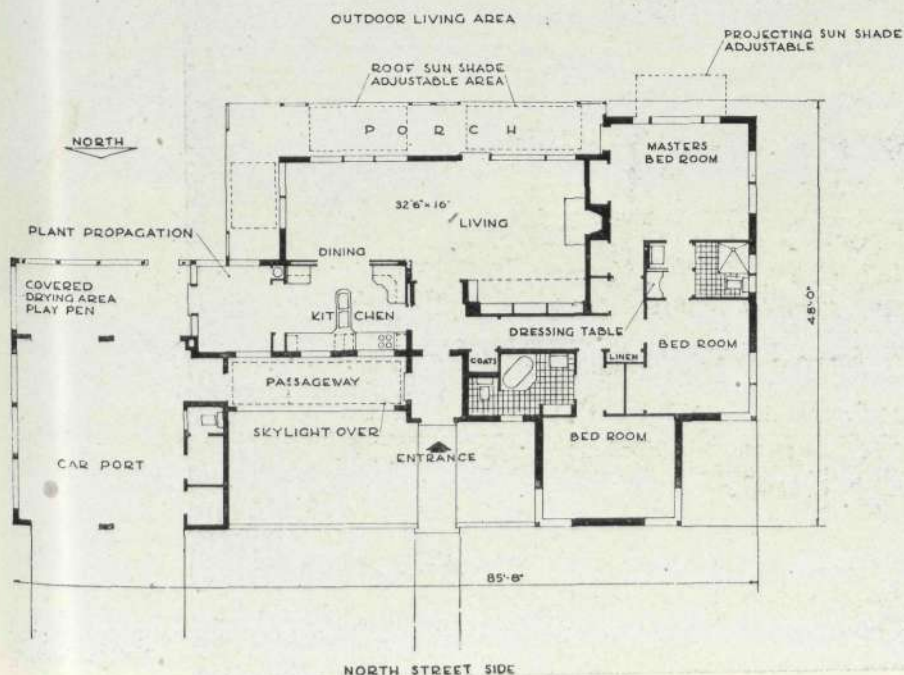 OUTDOOR LIVING AREA
PROJECTING SUN SHADE
ADJUSTABLE
ROOF SUN SHADE
ADJUSTABLE AREA
PORCH
NORTH
MASTERS
BED ROOM
32'6" × 16'
LIVING
PLANT PROPAGATION
DINING
COVERED
DRYING AREA
PLAY PEN
KITCHEN
DRESSING TABLE
BED ROOM
48'-0"
COATS
LINEN
PASSAGEWAY
SKYLIGHT OVER
BED ROOM
ENTRANCE
CAR PORT
85'-8"
NORTH STREET SIDE